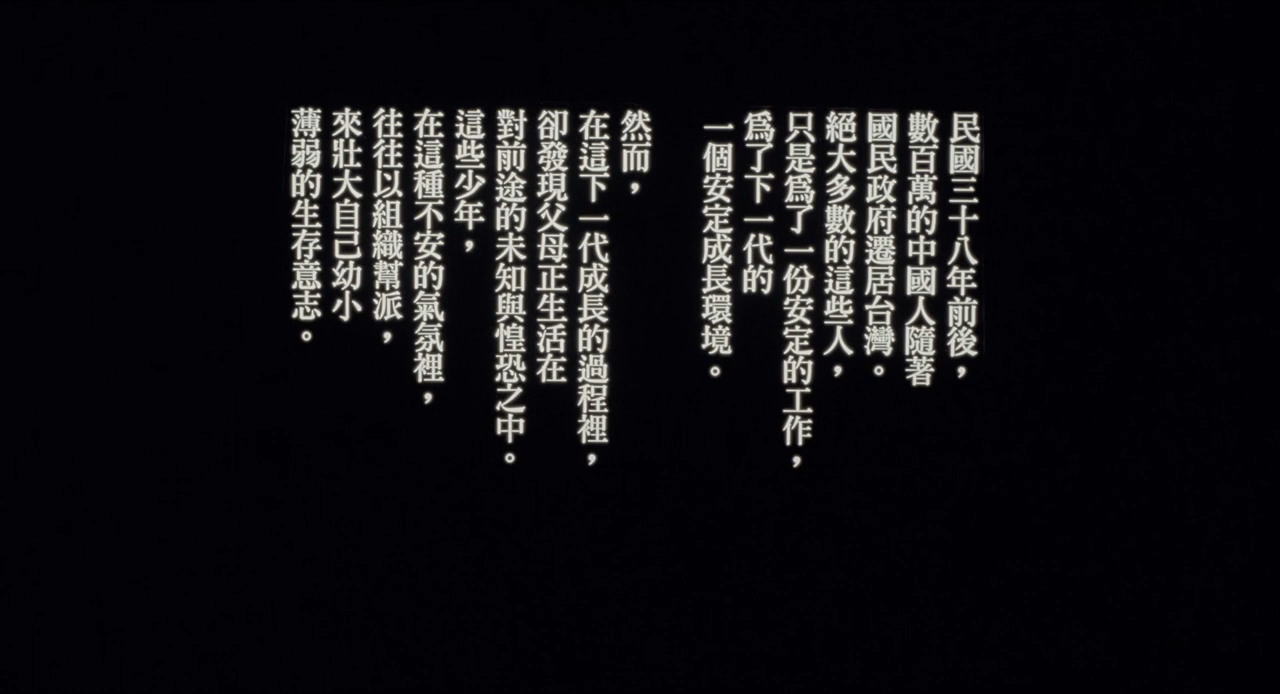 民國三十八年前後，
數百萬的中國人隨著
國民政府遷居台灣。
絕大多數的這些人，
只是爲了一份安定的工作，
爲了下一代的
一個安定成長環境。
然而，
在這下一代成長的過程裡，
卻發現父母正生活在
對前途的未知與惶恐之中。
這些少年，
在這種不安的氣氛裡，
往往以組織幫派，
來壯大自己幼小
薄弱的生存意志。